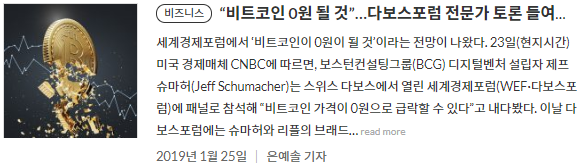 비즈니스 “비트코인 0원 될 것”…다보스포럼 전문가 토론 들여...
세계경제포럼에서 ‘비트코인이 0원이 될 것’이라는 전망이 나왔다. 23일(현지시간)
미국 경제매체 CNBC에 따르면, 보스턴컨설팅그룹(BCG) 디지털벤처 설립자 제프
슈마허(Jeff Schumacher)는 스위스 다보스에서 열린 세계경제포럼(WEF·다보스포
럼)에 패널로 참석해 “비트코인 가격이 0원으로 급락할 수 있다”고 내다봤다. 이날 다
보스포럼에는 슈마허와 리플의 브래드... read more
2019년 1월 25일 | 은예솔 기자